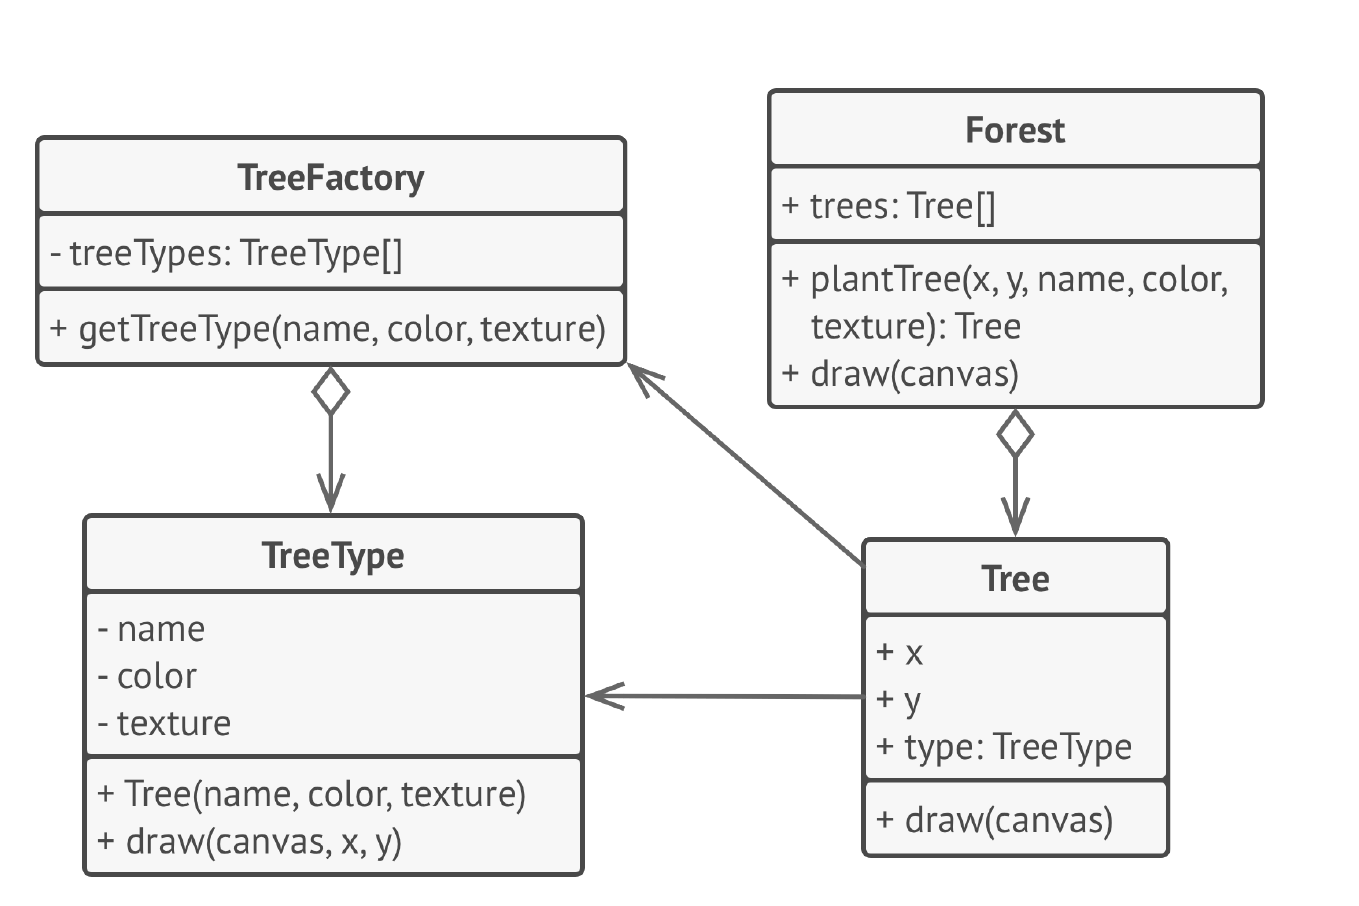 TreeFactory
- treeTypes: TreeType[]
+ getTreeType(name, color, texture)
Forest
+ trees: Tree[]
+ plantTree(x, y, name, color,
texture): Tree
+ draw(canvas)
TreeType
- name
- color
- texture
+ Tree(name, color, texture)
+ draw(canvas, x, y)
Tree
+ x
+ y
+ type: TreeType
+ draw(canvas)